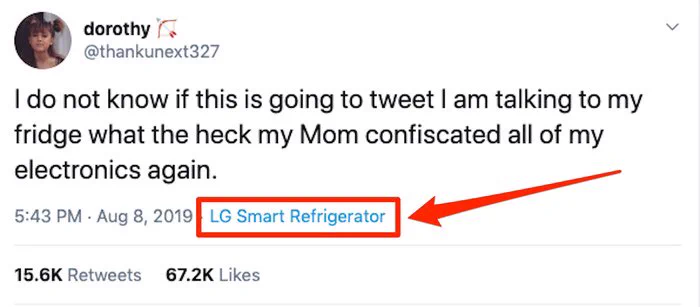 dorothy 🏹
@thankunext327
I do not know if this is going to tweet I am talking to my
fridge what the heck my Mom confiscated all of my
electronics again.
5:43 PM · Aug 8, 2019 · LG Smart Refrigerator
15.6K Retweets 67.2K Likes